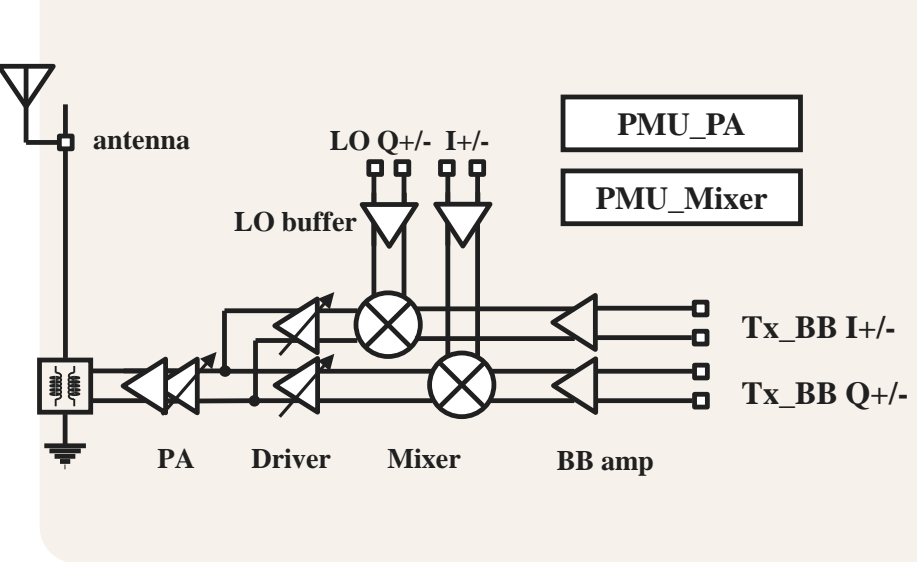 PMU_PA
antenna
LO Q+/- I+/-
PMU_Mixer
LO buffer
Tx_BB I+/-
Tx_BB Q+/-
PA
Driver
Mixer
BB amp